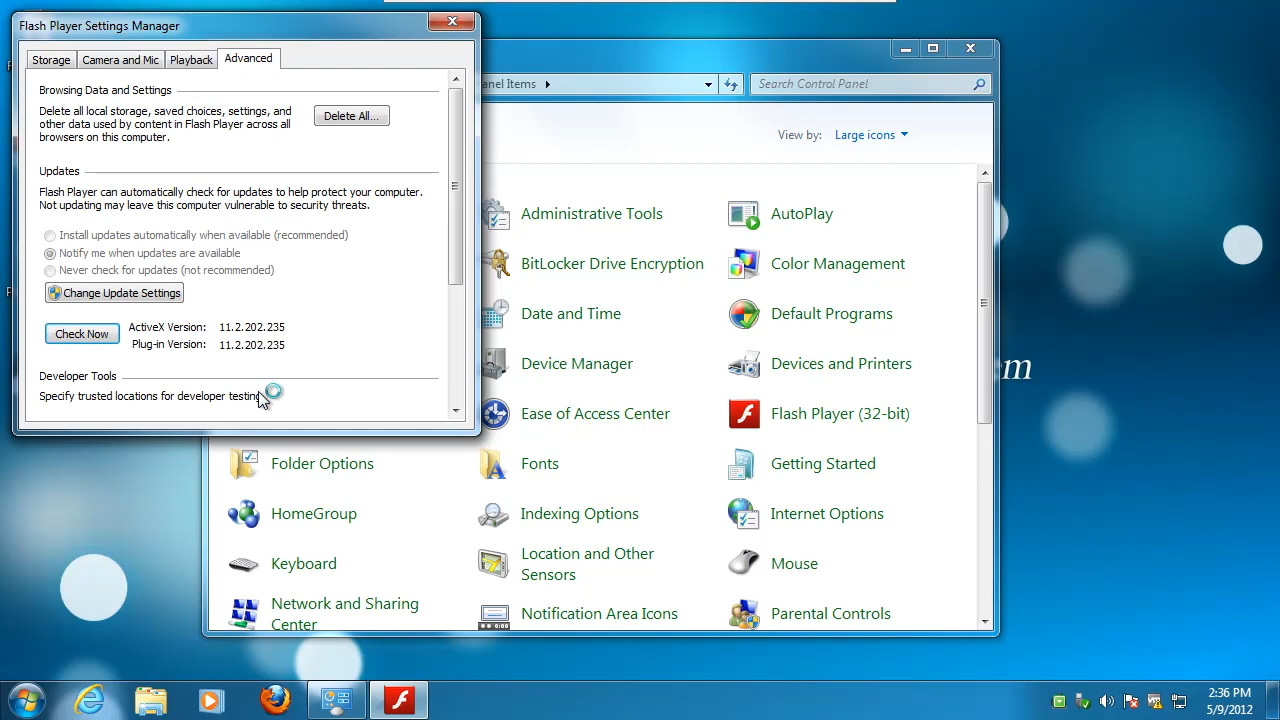 Flash Player Settings Manager
Storage
Camera and Mic
Playback
Advanced
Browsing Data and Settings
Delete all local storage, saved choices, settings, and
other data used by content in Flash Player across all
browsers on this computer.
Delete All...
Updates
Flash Player can automatically check for updates to help protect your computer.
Not updating may leave this computer vulnerable to security threats.
Install updates automatically when available (recommended)
Notify me when updates are available
Never check for updates (not recommended)
Change Update Settings
Check Now
ActiveX Version: 11.2.202.235
Plug-in Version: 11.2.202.235
Developer Tools
Specify trusted locations for developer testing
anel Items
Search Control Panel
View by: Large icons
Administrative Tools
AutoPlay
BitLocker Drive Encryption
Color Management
Date and Time
Default Programs
Device Manager
Devices and Printers
Ease of Access Center
Flash Player (32-bit)
Folder Options
Fonts
Getting Started
HomeGroup
Indexing Options
Internet Options
Keyboard
Location and Other
Sensors
Mouse
Network and Sharing
Center
Notification Area Icons
Parental Controls
m
2:36 PM
5/9/2012